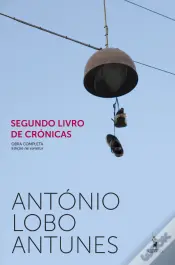 SEGUNDO LIVRO
DE CRÓNICAS
OBRA COMPLETA
Edição ne varietur
ANTÓNIO
LOBO
ANTUNES